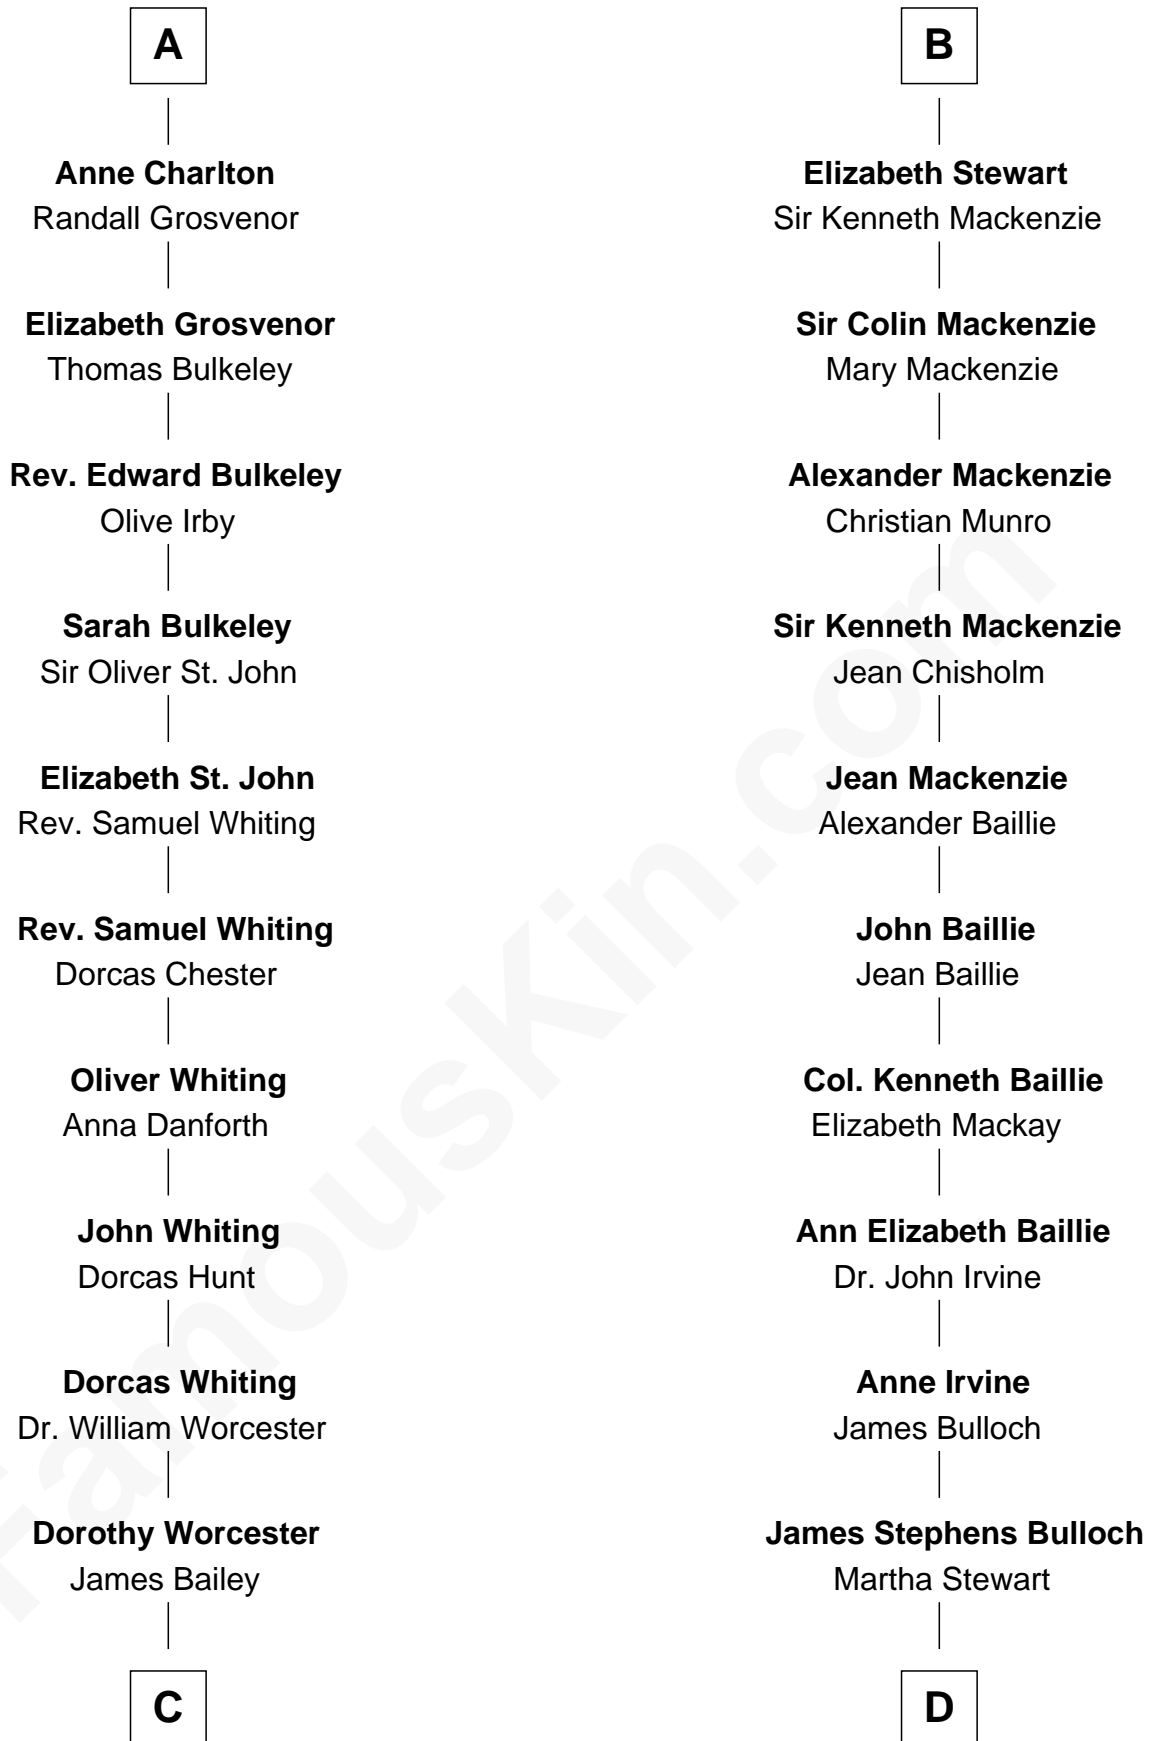 A
Anne Charlton
Randall Grosvenor
Elizabeth Grosvenor
Thomas Bulkeley
Rev. Edward Bulkeley
Olive Irby
Sarah Bulkeley
Sir Oliver St. John
Elizabeth St. John
Rev. Samuel Whiting
Rev. Samuel Whiting
Dorcas Chester
Oliver Whiting
Anna Danforth
John Whiting
Dorcas Hunt
Dorcas Whiting
Dr. William Worcester
Dorothy Worcester
James Bailey
C
B
Elizabeth Stewart
Sir Kenneth Mackenzie
Sir Colin Mackenzie
Mary Mackenzie
Alexander Mackenzie
Christian Munro
Sir Kenneth Mackenzie
Jean Chisholm
Jean Mackenzie
Alexander Baillie
John Baillie
Jean Baillie
Col. Kenneth Baillie
Elizabeth Mackay
Ann Elizabeth Baillie
Dr. John Irvine
Anne Irvine
James Bulloch
James Stephens Bulloch
Martha Stewart
D
FamousKin.com